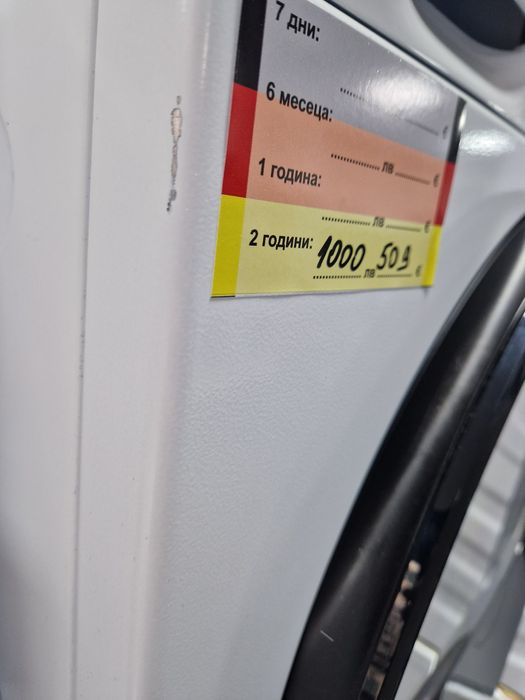 7 дни:
.......... €
6 месеца:
.......... лв .......... €
1 година:
.......... лв .......... €
2 години: 1000 лв 509 €